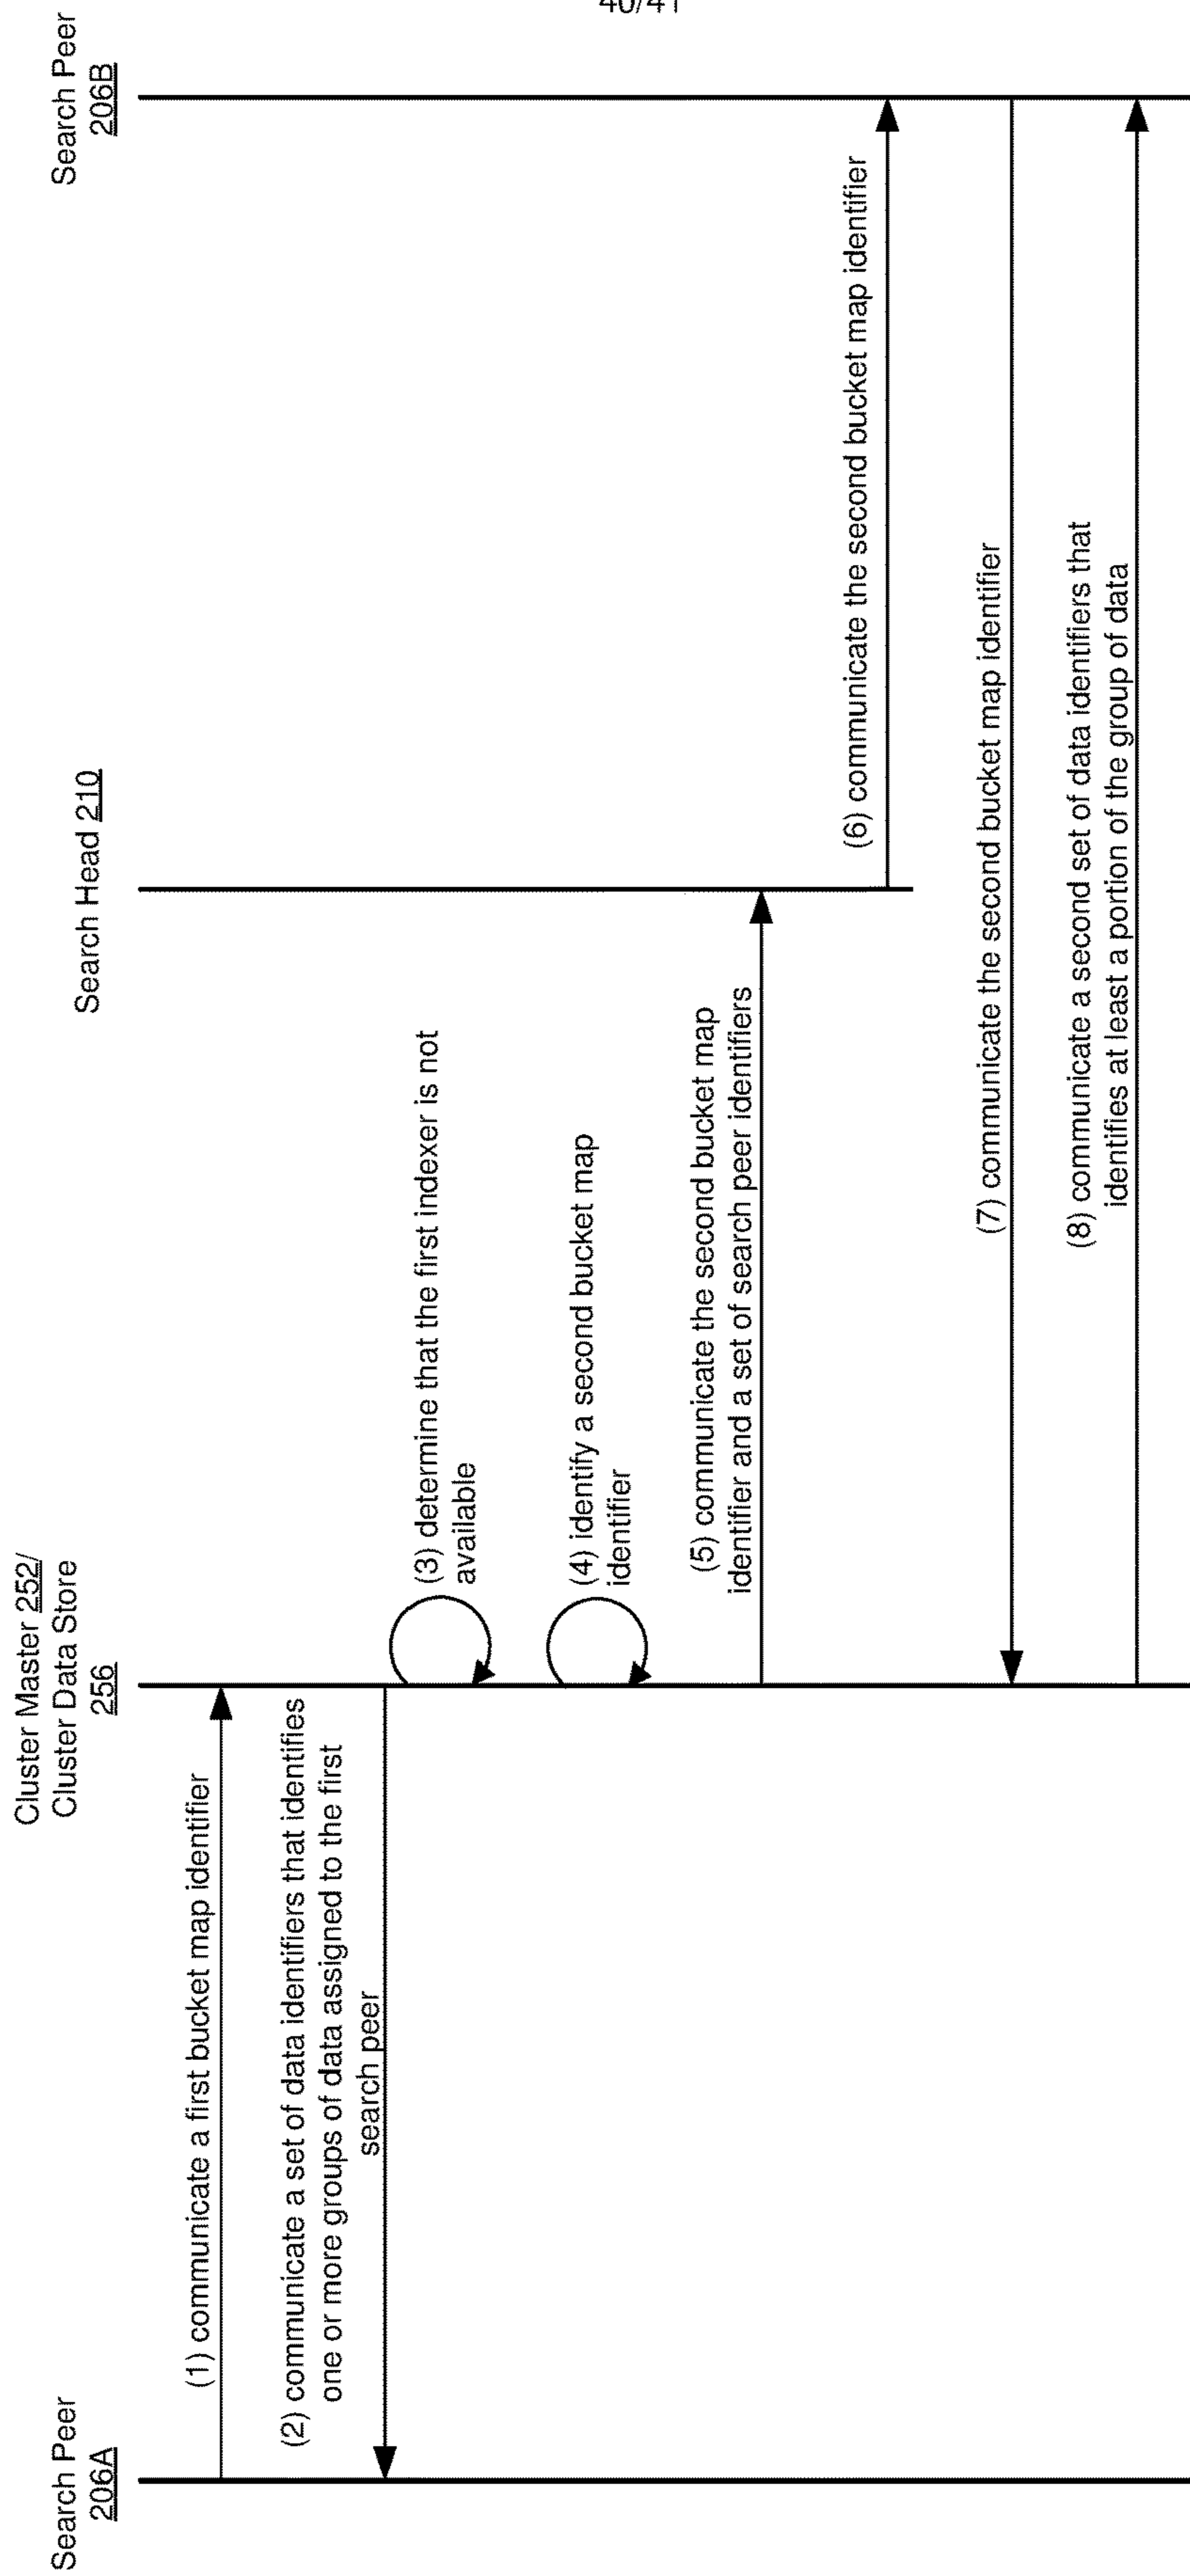 40/41
Search Peer
206A
Cluster Master 252/
Cluster Data Store
256
Search Head 210
Search Peer
206B
(1) communicate a first bucket map identifier
(2) communicate a set of data identifiers that identifies
one or more groups of data assigned to the first
search peer
(3) determine that the first indexer is not
available
(4) identify a second bucket map
identifier
(5) communicate the second bucket map
identifier and a set of search peer identifiers
(6) communicate the second bucket map identifier
(7) communicate the second bucket map identifier
(8) communicate a second set of data identifiers that
identifies at least a portion of the group of data